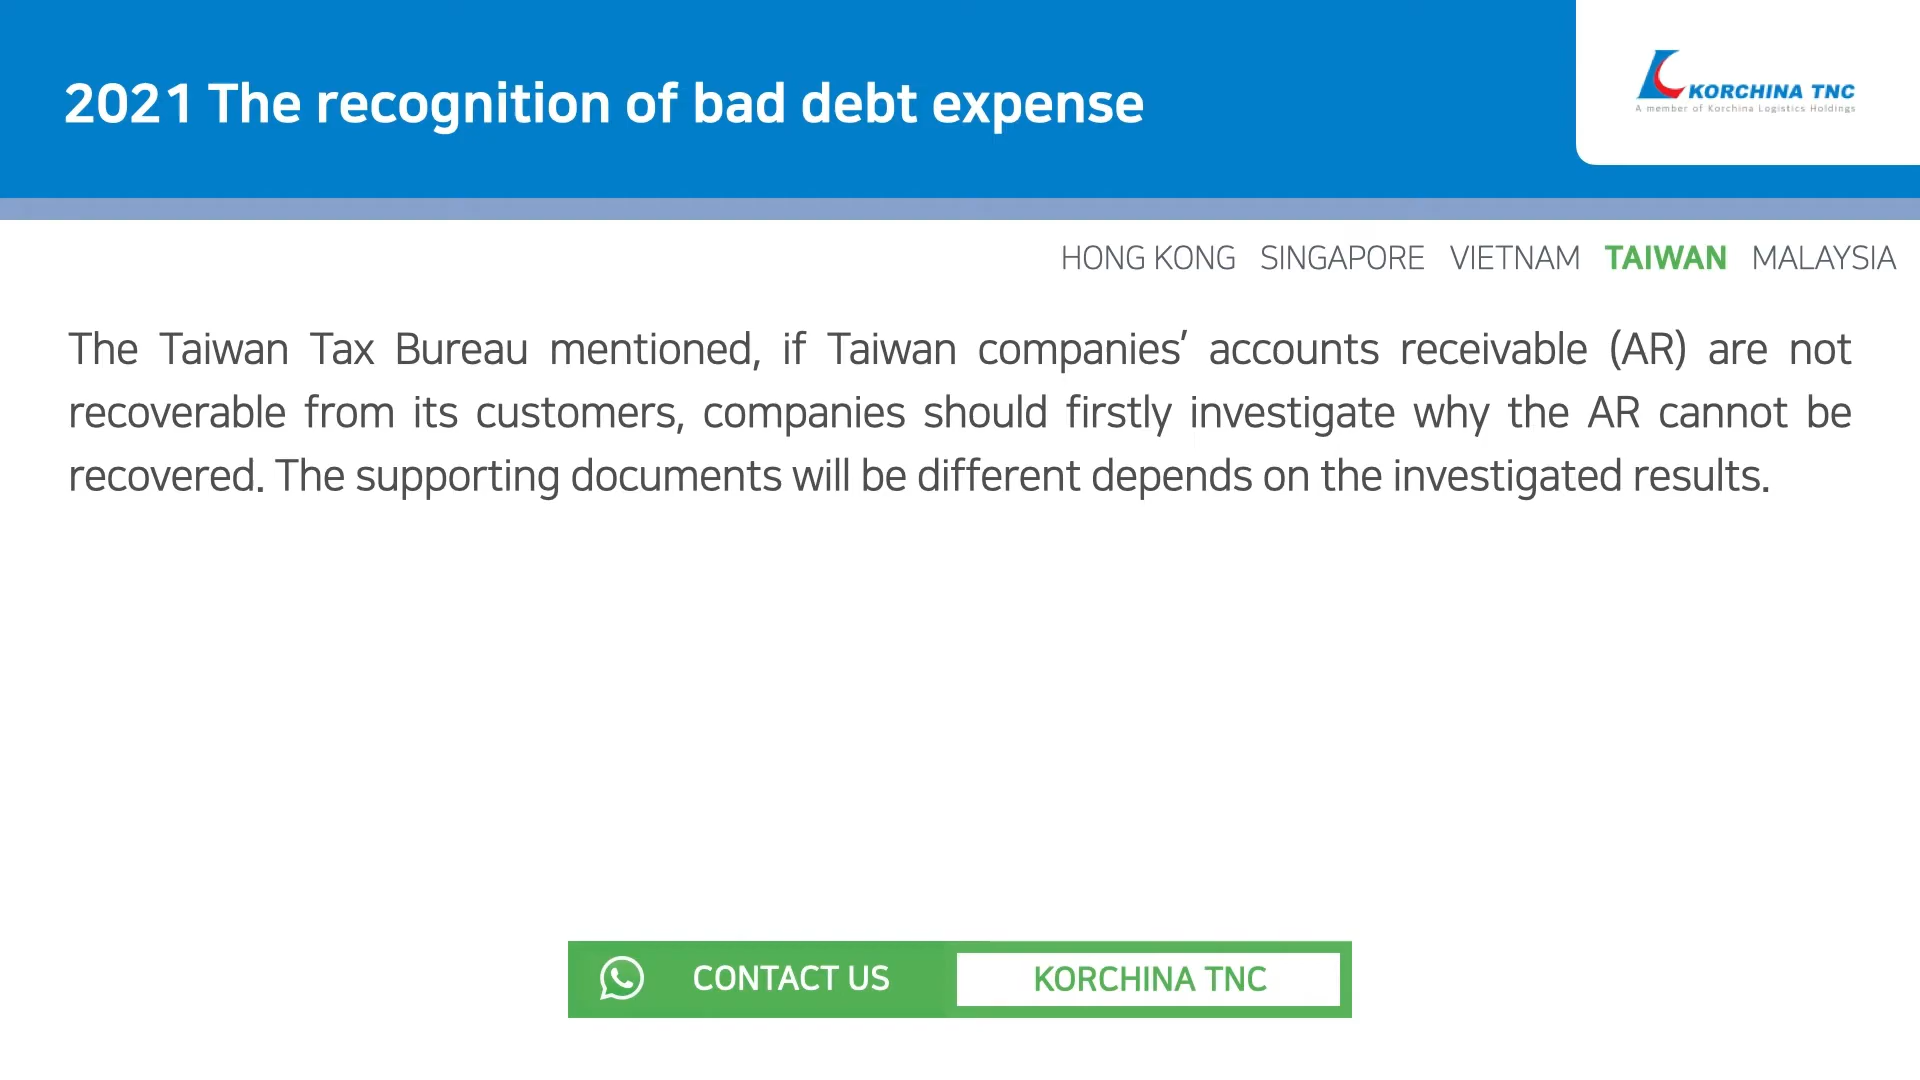 2021 The recognition of bad debt expense
KORCHINA TNC
A member of Korchina Logistics Holdings
HONG KONG SINGAPORE VIETNAM TAIWAN MALAYSIA
The Taiwan Tax Bureau mentioned, if Taiwan companies’ accounts receivable (AR) are not
recoverable from its customers, companies should firstly investigate why the AR cannot be
recovered. The supporting documents will be different depends on the investigated results.
CONTACT US KORCHINA TNC